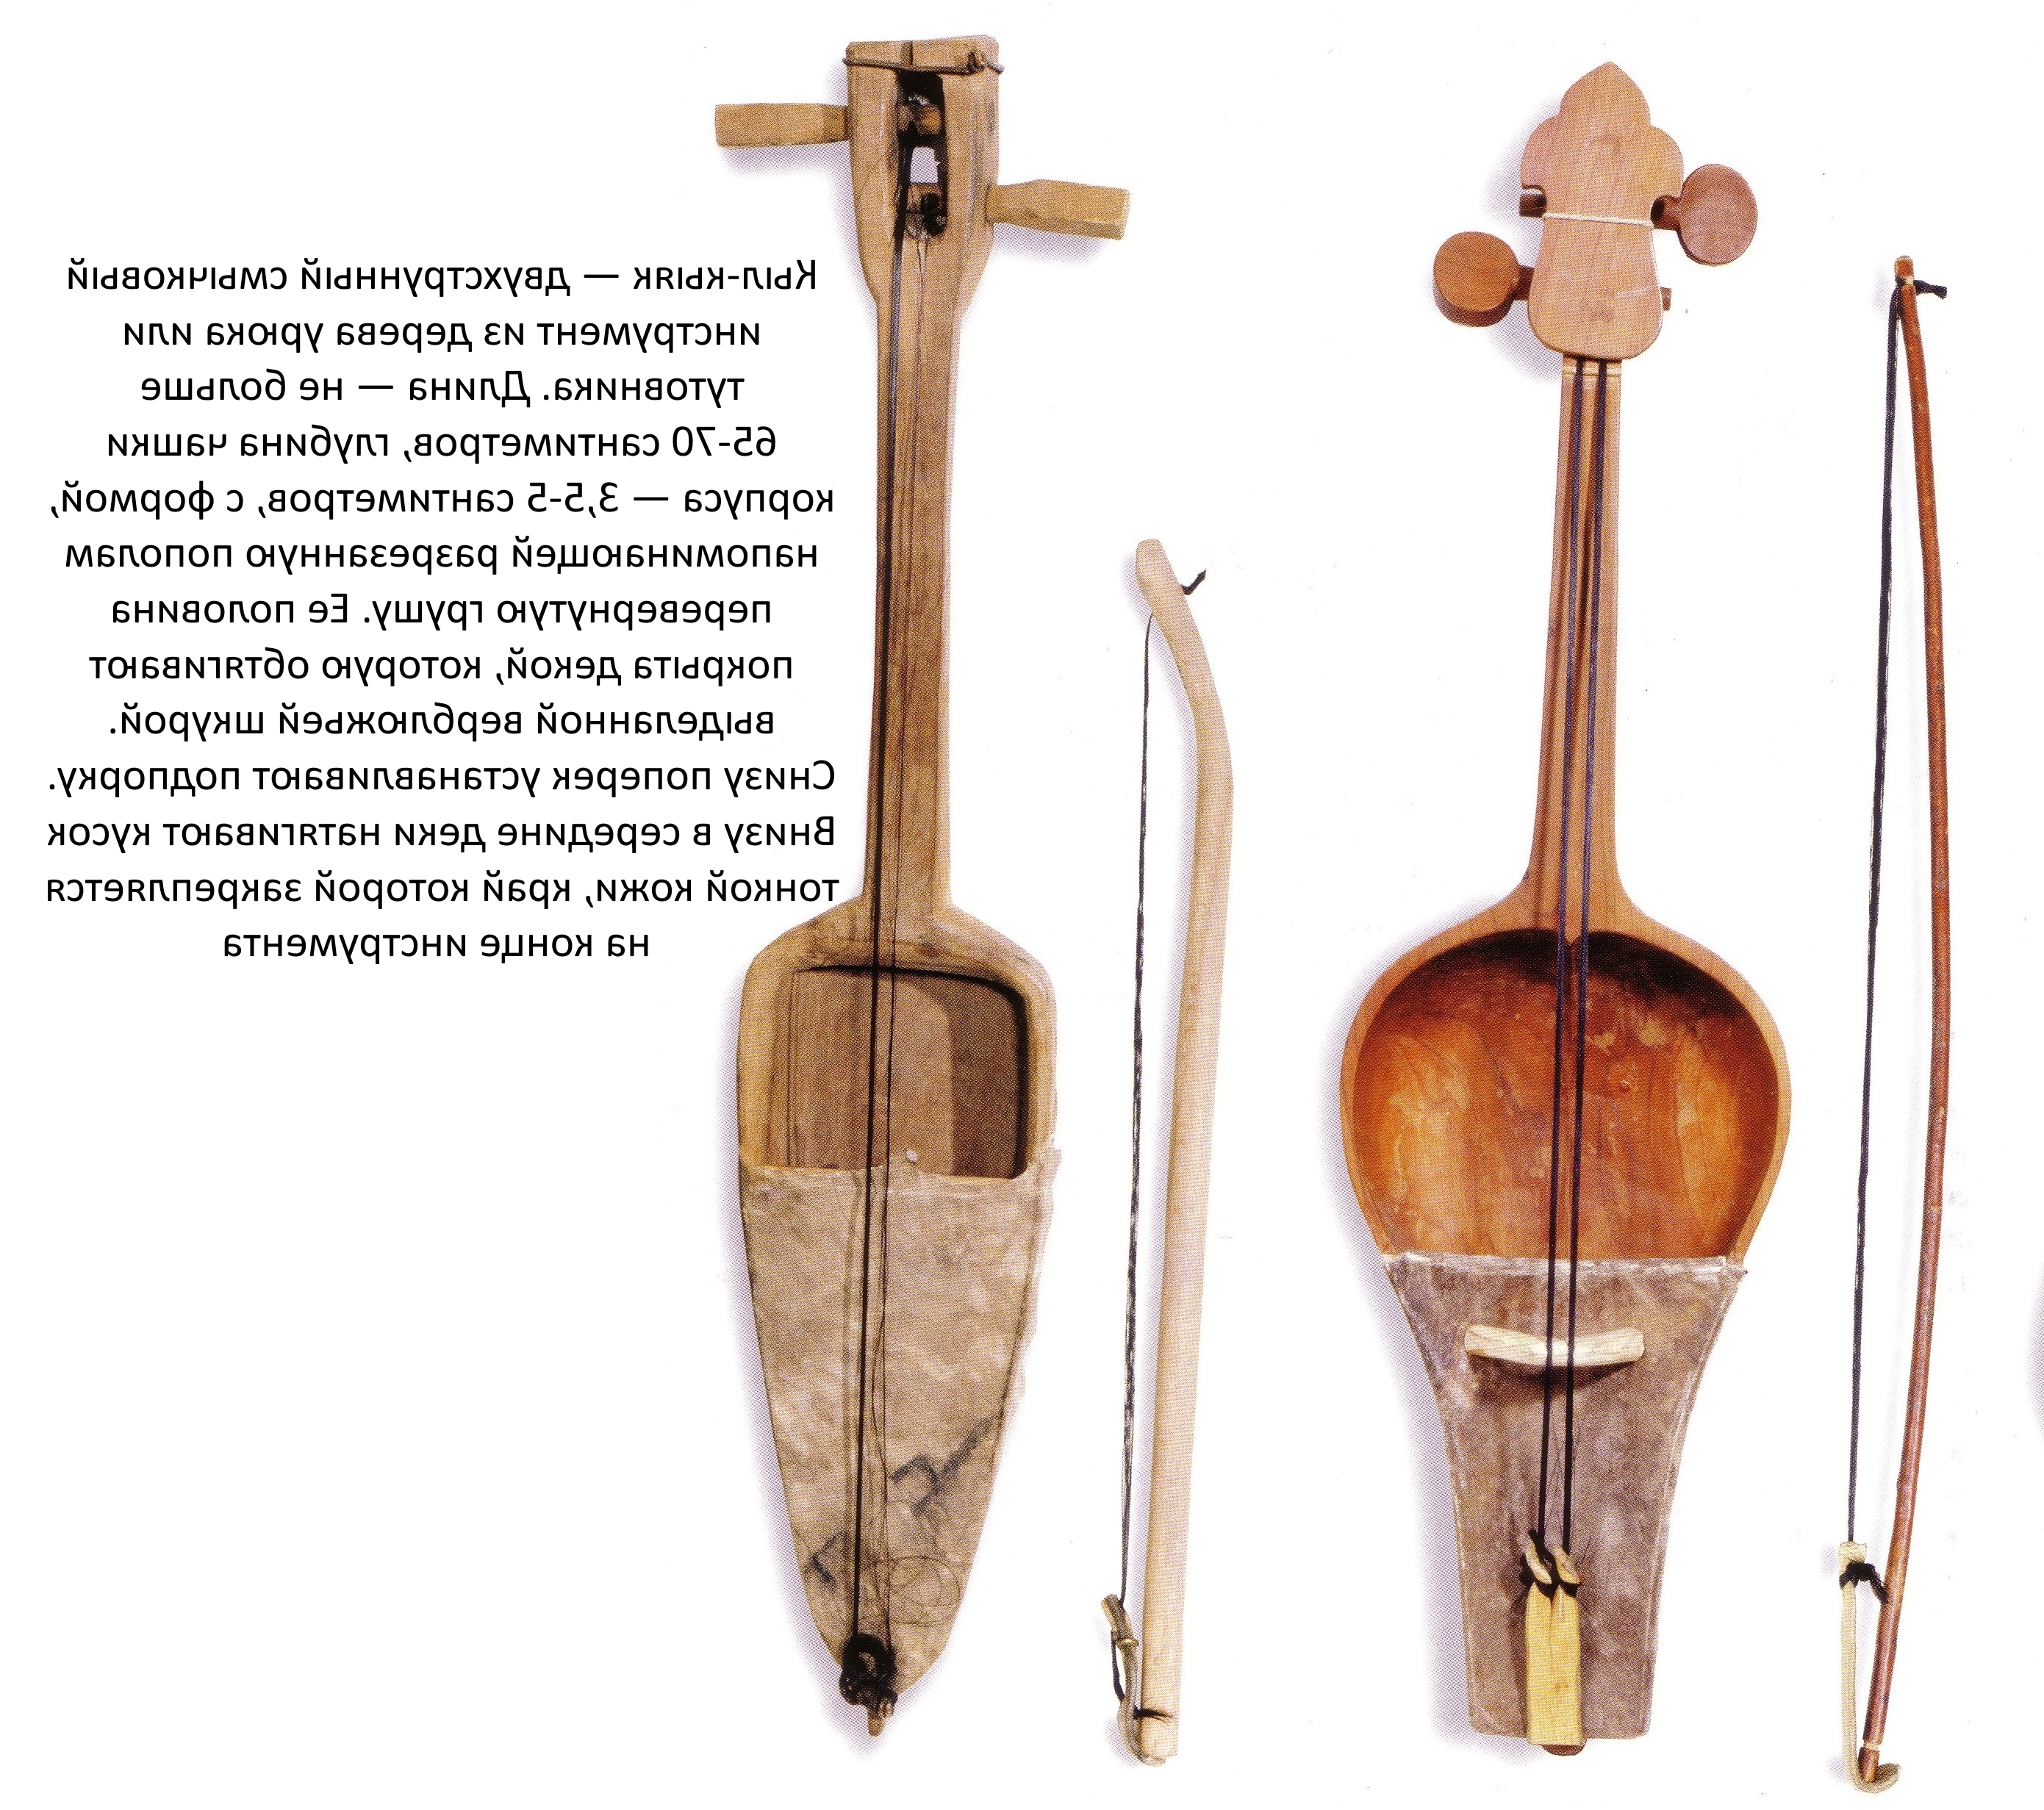 Кыл-кыяк — двухструнный смычковый
инструмент из дерева урюка или
тутовника. Длина — не больше
65-70 сантиметров, глубина чашки
корпуса — 3,5-5 сантиметров, с формой,
напоминающей разрезанную пополам
перевернутую грушу. Ее половина
покрыта декой, которую обтягивают
выделанной верблюжьей шкурой.
Снизу поперек устанавливают подпорку.
Внизу в середине деки натягивают кусок
тонкой кожи, край которой закрепляется
на конце инструмента